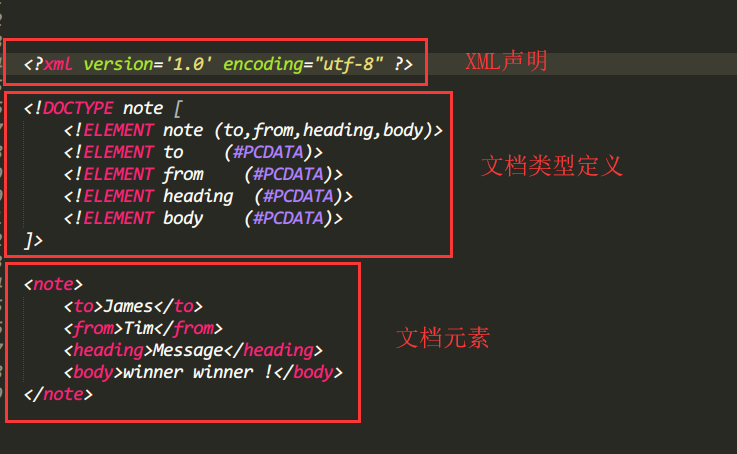 <?xml version='1.0' encoding="utf-8" ?>
XML声明
<!DOCTYPE note [
<!ELEMENT note (to,from,heading,body)>
<!ELEMENT to (#PCDATA)>
<!ELEMENT from (#PCDATA)>
<!ELEMENT heading (#PCDATA)>
<!ELEMENT body (#PCDATA)>
]>
文档类型定义
<note>
<to>James</to>
<from>Tim</from>
<heading>Message</heading>
<body>winner winner !</body>
</note>
文档元素